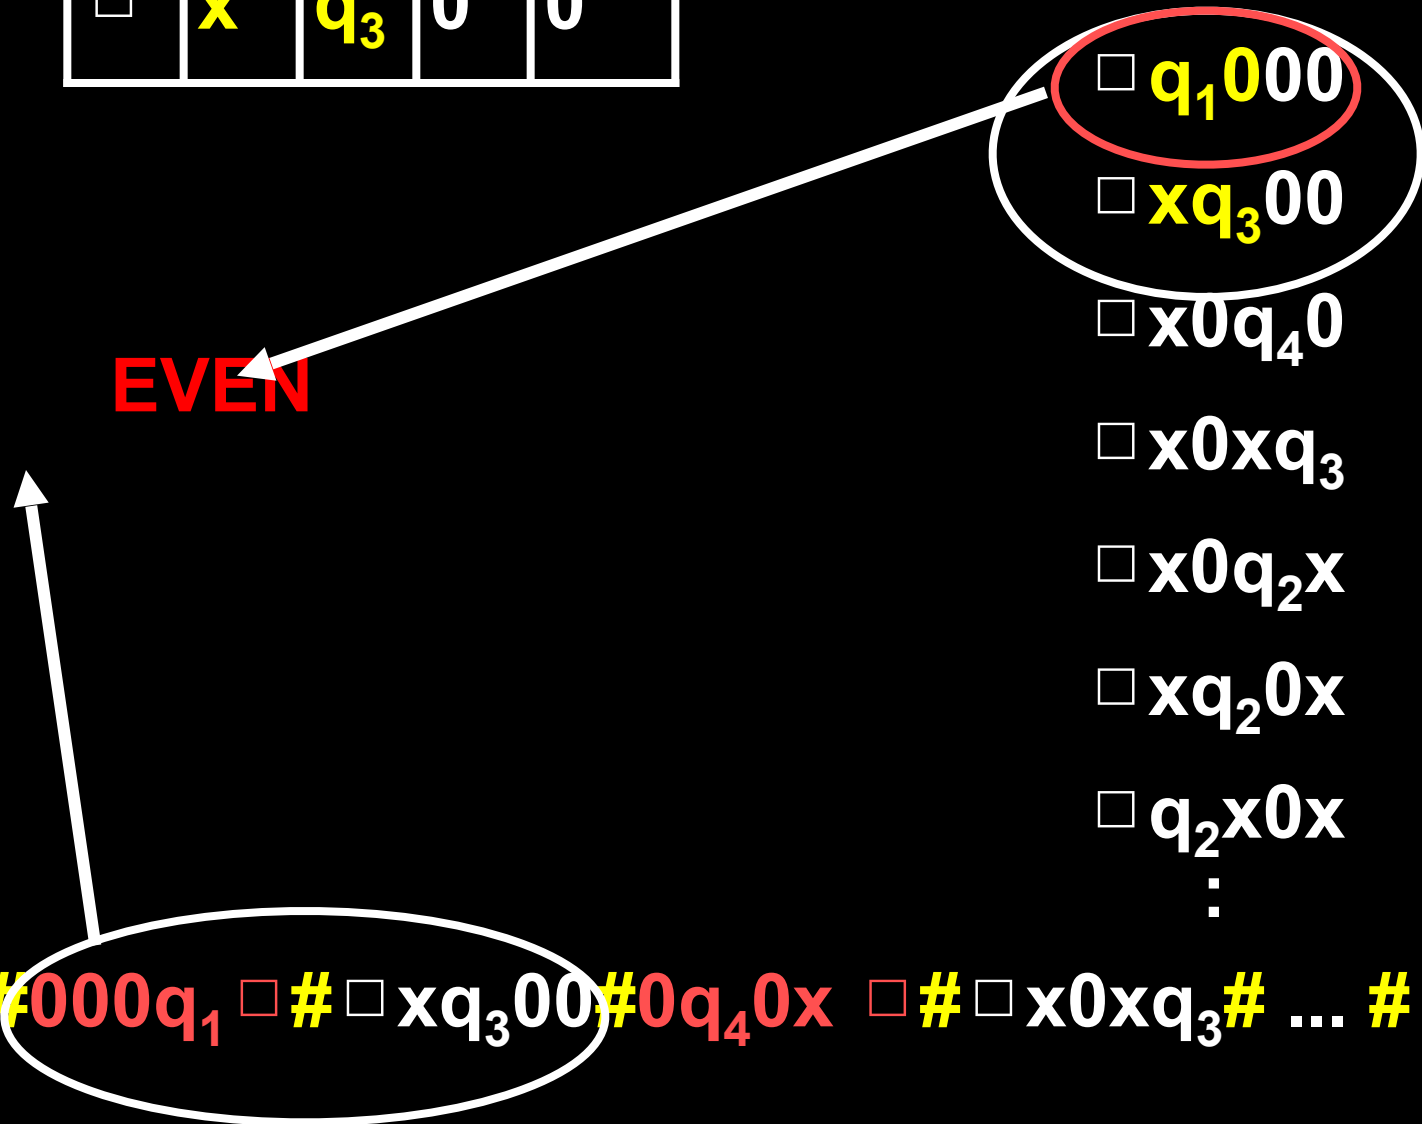 □ x q₃ 0 0
□q₁000
□xq₃00
□x0q₄0
EVEN
□x0xq₃
□x0q₂x
□xq₂0x
□q₂x0x
:
#000q₁□#□xq₃00#0q₄0x □#□x0xq₃# ... #